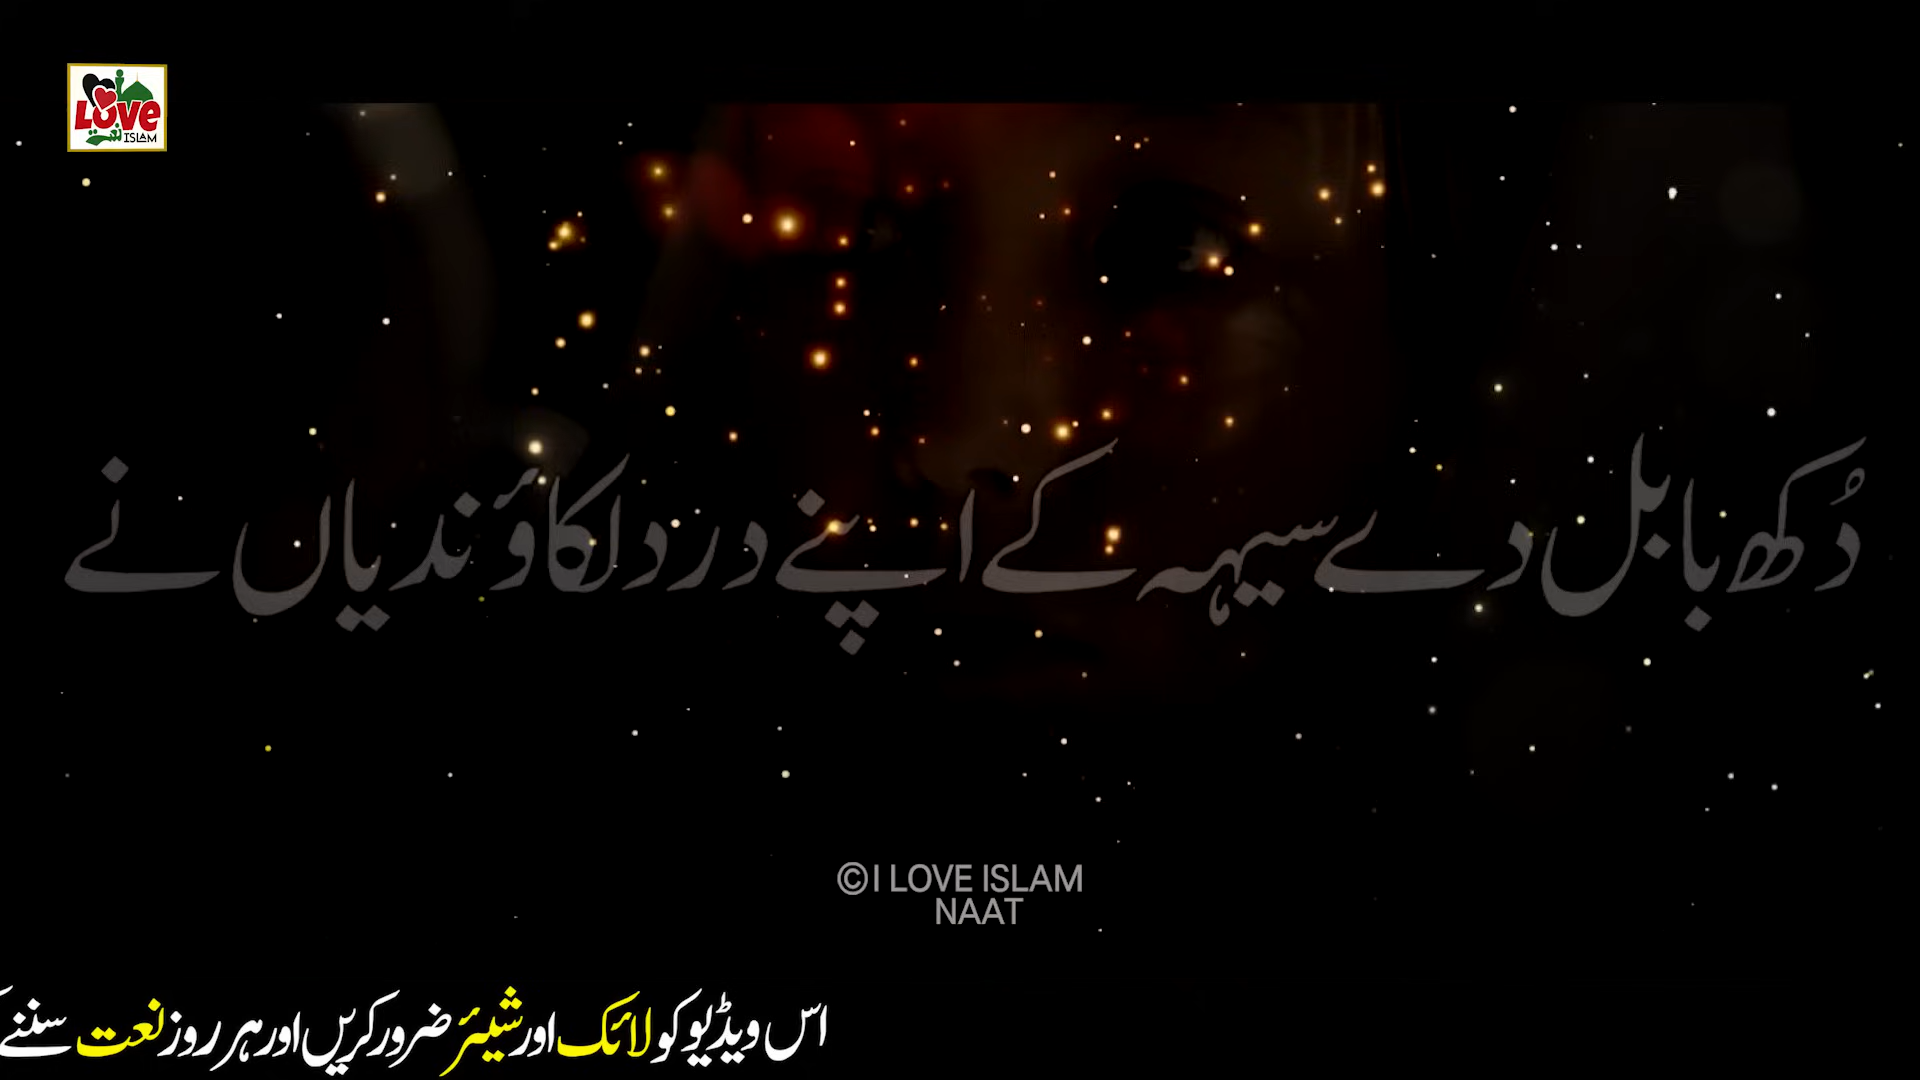 Love
نعت
ISLAM
دُکھ بابل دے سیہہ کے اپنے درد لکاؤندیاں نے
©I LOVE ISLAM
NAAT
اس ویڈیو کو لائک اور شیئر ضرور کریں اور ہر روز نعت سننے